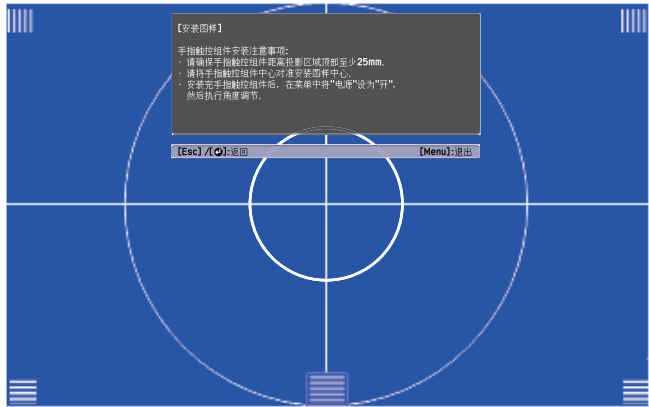 [安装图样]
手指触控组件安装注意事项:
· 请确保手指触控组件距离投影区域顶部至少25mm.
· 请将手指触控组件中心对准安装图样中心.
· 安装完手指触控组件后, 在菜单中将"电源"设为"开",
然后执行角度调节.
[Esc] /[↵]:返回 [Menu]:退出